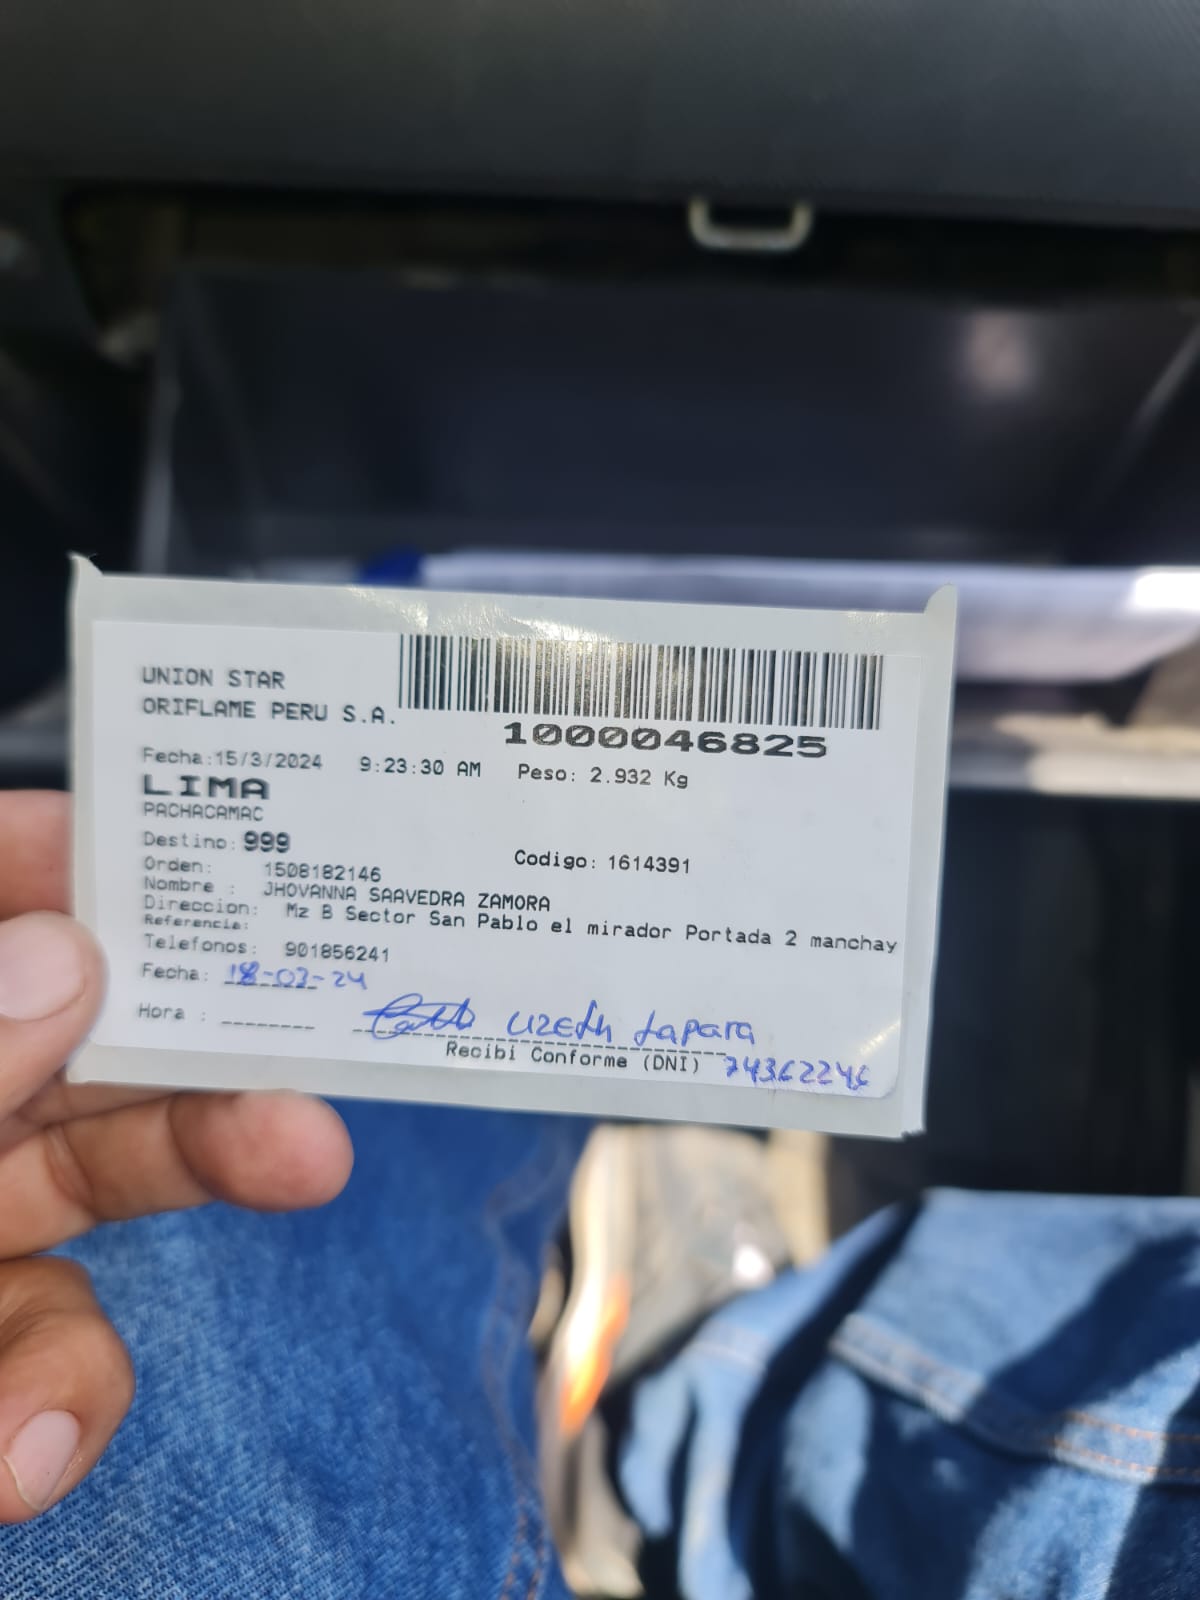 UNION STAR
ORIFLAME PERU S.A.
1000046825
Fecha:15/3/2024 9:23:30 AM Peso: 2.932 Kg
LIMA
PACHACAMAC
Destino: 999
Codigo: 1614391
Orden: 1508182146
Nombre : JHOVANNA SAAVEDRA ZAMORA
Direccion: Mz B Sector San Pablo el mirador Portada 2 manchay
Referencia:
Telefonos: 901856241
Fecha: 18-03-24
Hora :
Recibi Conforme (DNI) 74362246